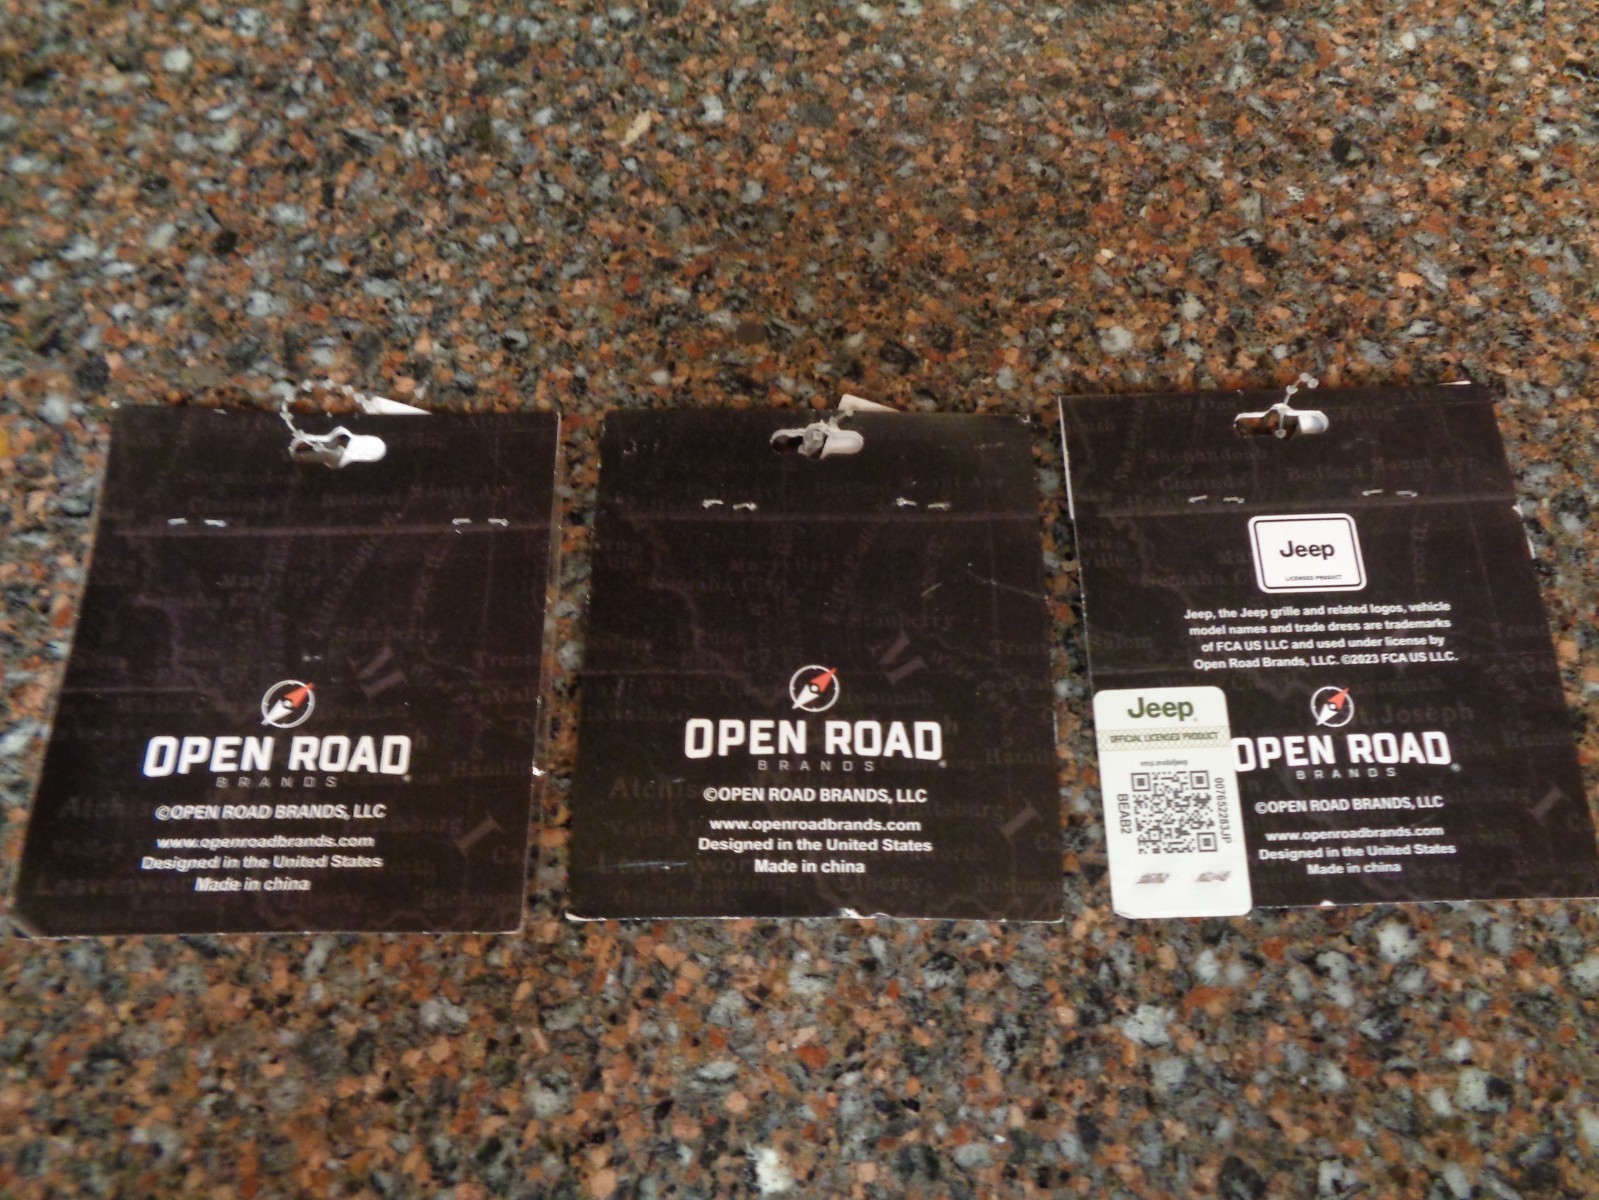 OPEN ROAD
BRANDS
©OPEN ROAD BRANDS, LLC
www.openroadbrands.com
Designed in the United States
Made in china
OPEN ROAD
BRANDS
©OPEN ROAD BRANDS, LLC
www.openroadbrands.com
Designed in the United States
Made in china
Jeep
LICENSED PRODUCT
Jeep, the Jeep grille and related logos, vehicle
model names and trade dress are trademarks
of FCA US LLC and used under license by
Open Road Brands, LLC. ©2023 FCA US LLC.
Jeep
OFFICIAL LICENSED PRODUCT
BEAB2
OPEN ROAD
BRANDS
©OPEN ROAD BRANDS, LLC
www.openroadbrands.com
Designed in the United States
Made in china